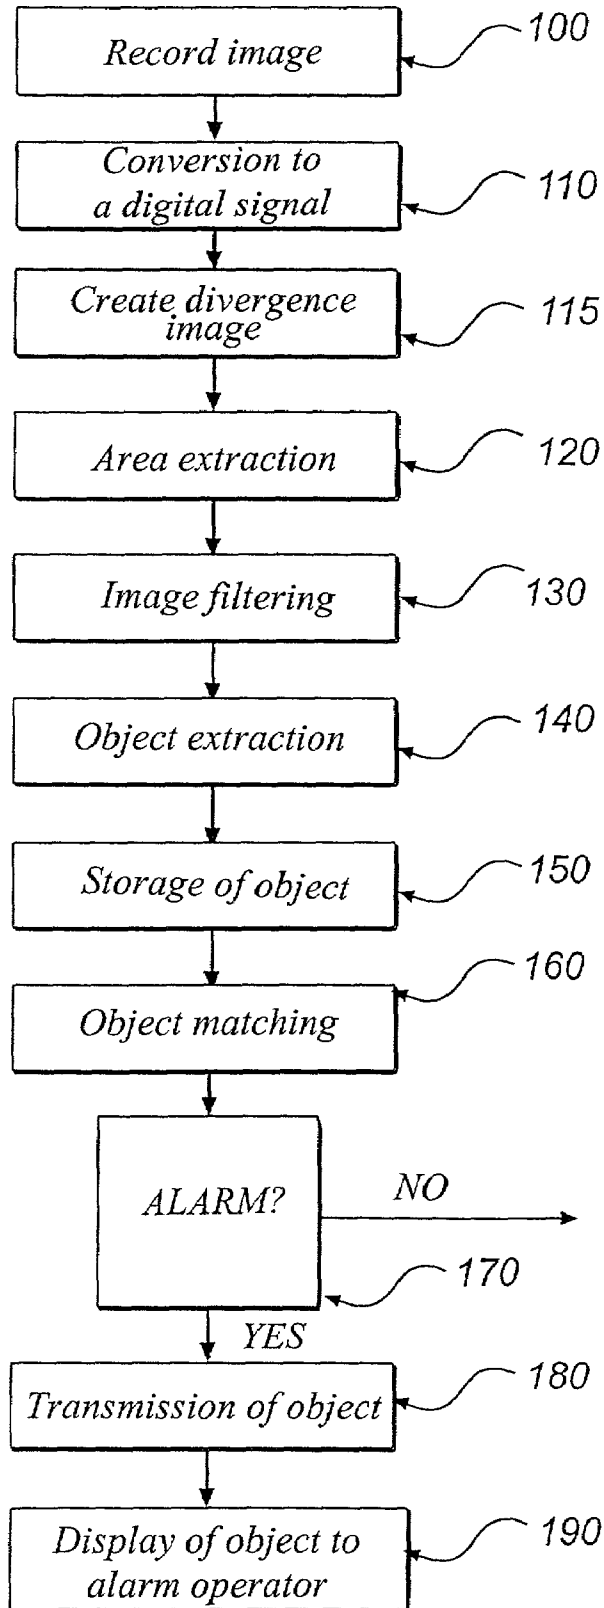 Record image
100
Conversion to
a digital signal
110
Create divergence
image
115
Area extraction
120
Image filtering
130
Object extraction
140
Storage of object
150
Object matching
160
ALARM?
NO
170
YES
Transmission of object
180
Display of object to
alarm operator
190